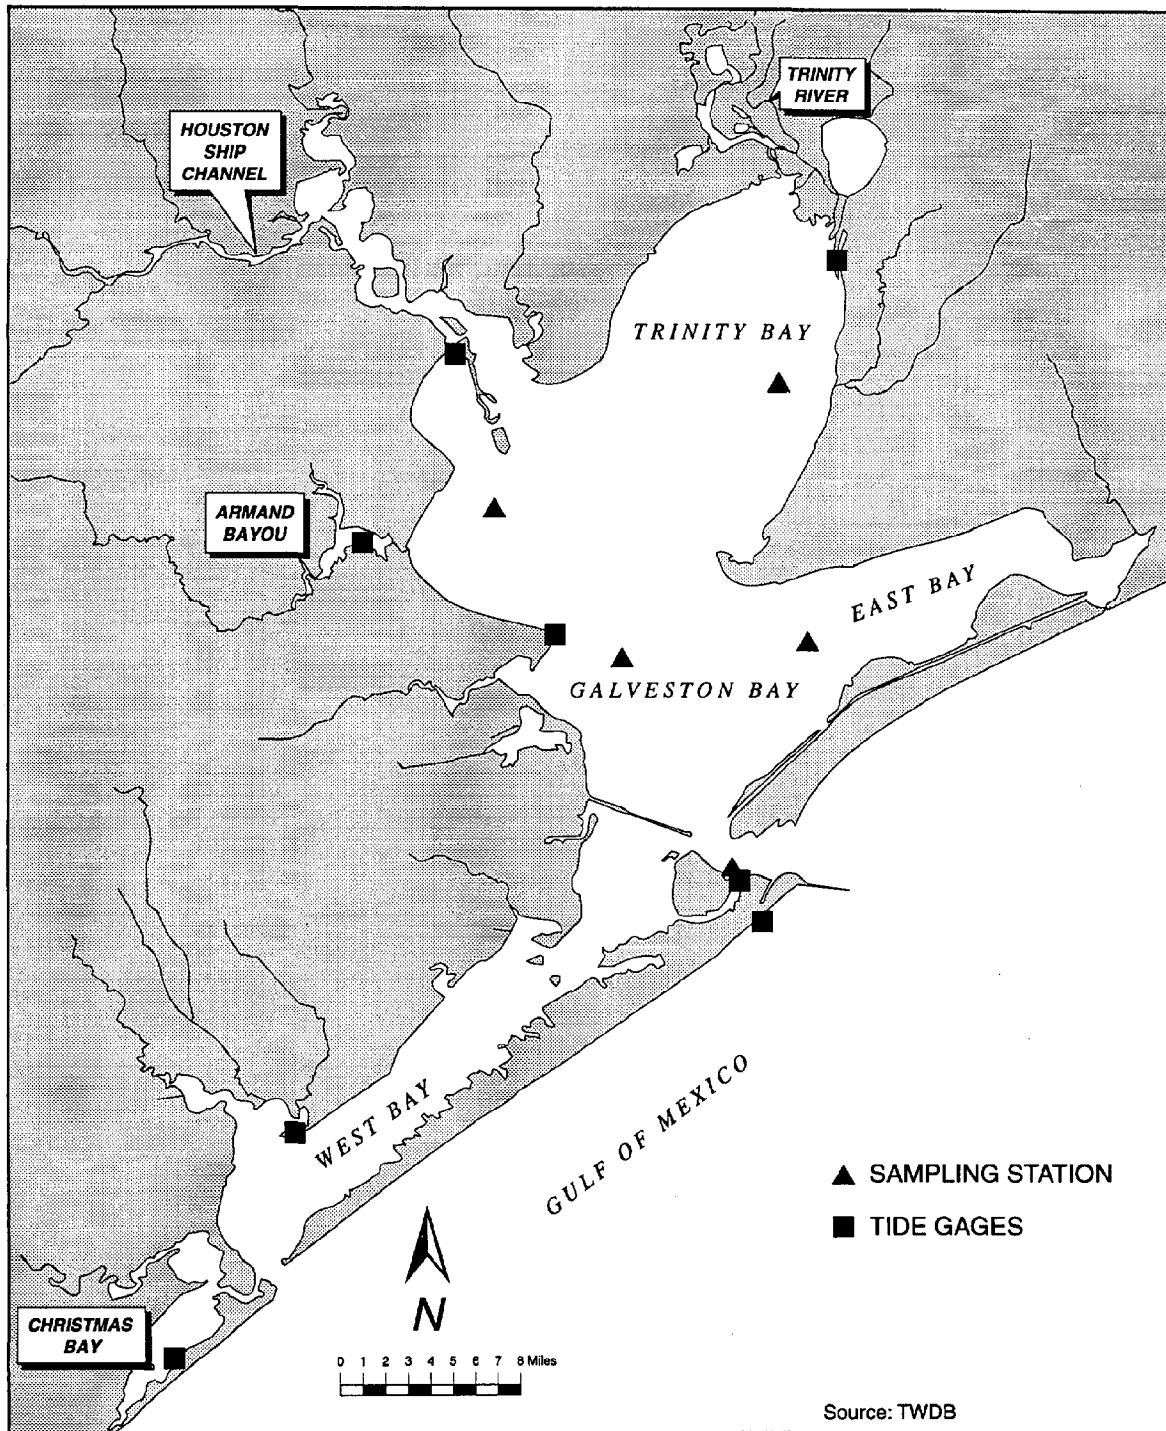 TRINITY
RIVER
HOUSTON
SHIP
CHANNEL
TRINITY BAY
ARMAND
BAYOU
EAST BAY
GALVESTON BAY
WEST BAY
GULF OF MEXICO
SAMPLING STATION
TIDE GAGES
N
CHRISTMAS
BAY
0 1 2 3 4 5 6 7 8 Miles
Source: TWDB